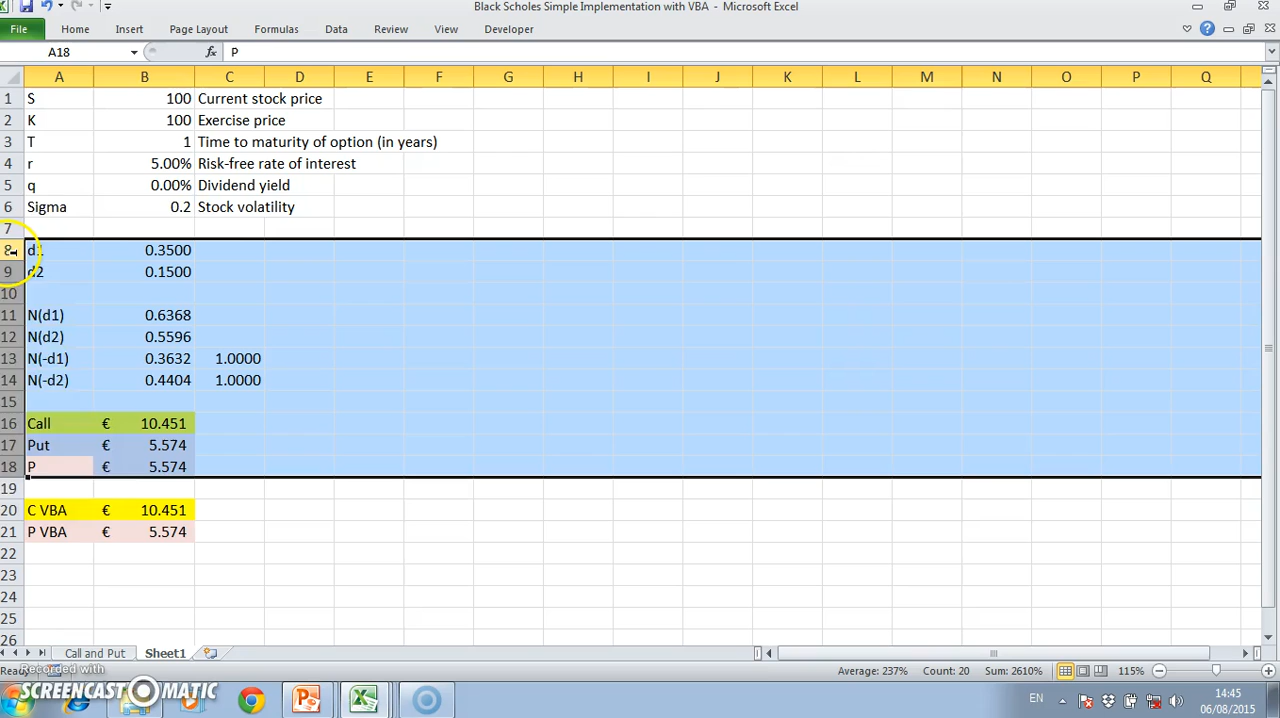 Black Scholes Simple Implementation with VBA - Microsoft Excel
File Home Insert Page Layout Formulas Data Review View Developer
A18 fx P
A B C D E F G H I J K L M N O P Q
1 S 100 Current stock price
2 K 100 Exercise price
3 T 1 Time to maturity of option (in years)
4 r 5.00% Risk-free rate of interest
5 q 0.00% Dividend yield
6 Sigma 0.2 Stock volatility
7
8 d1 0.3500
9 d2 0.1500
10
11 N(d1) 0.6368
12 N(d2) 0.5596
13 N(-d1) 0.3632 1.0000
14 N(-d2) 0.4404 1.0000
15
16 Call € 10.451
17 Put € 5.574
18 P € 5.574
19
20 C VBA € 10.451
21 P VBA € 5.574
22
23
24
25
26
Call and Put Sheet1
Ready Average: 237% Count: 20 Sum: 2610% 115%
Recorded with
SCREENCAST-O-MATIC
EN 14:45
06/08/2015